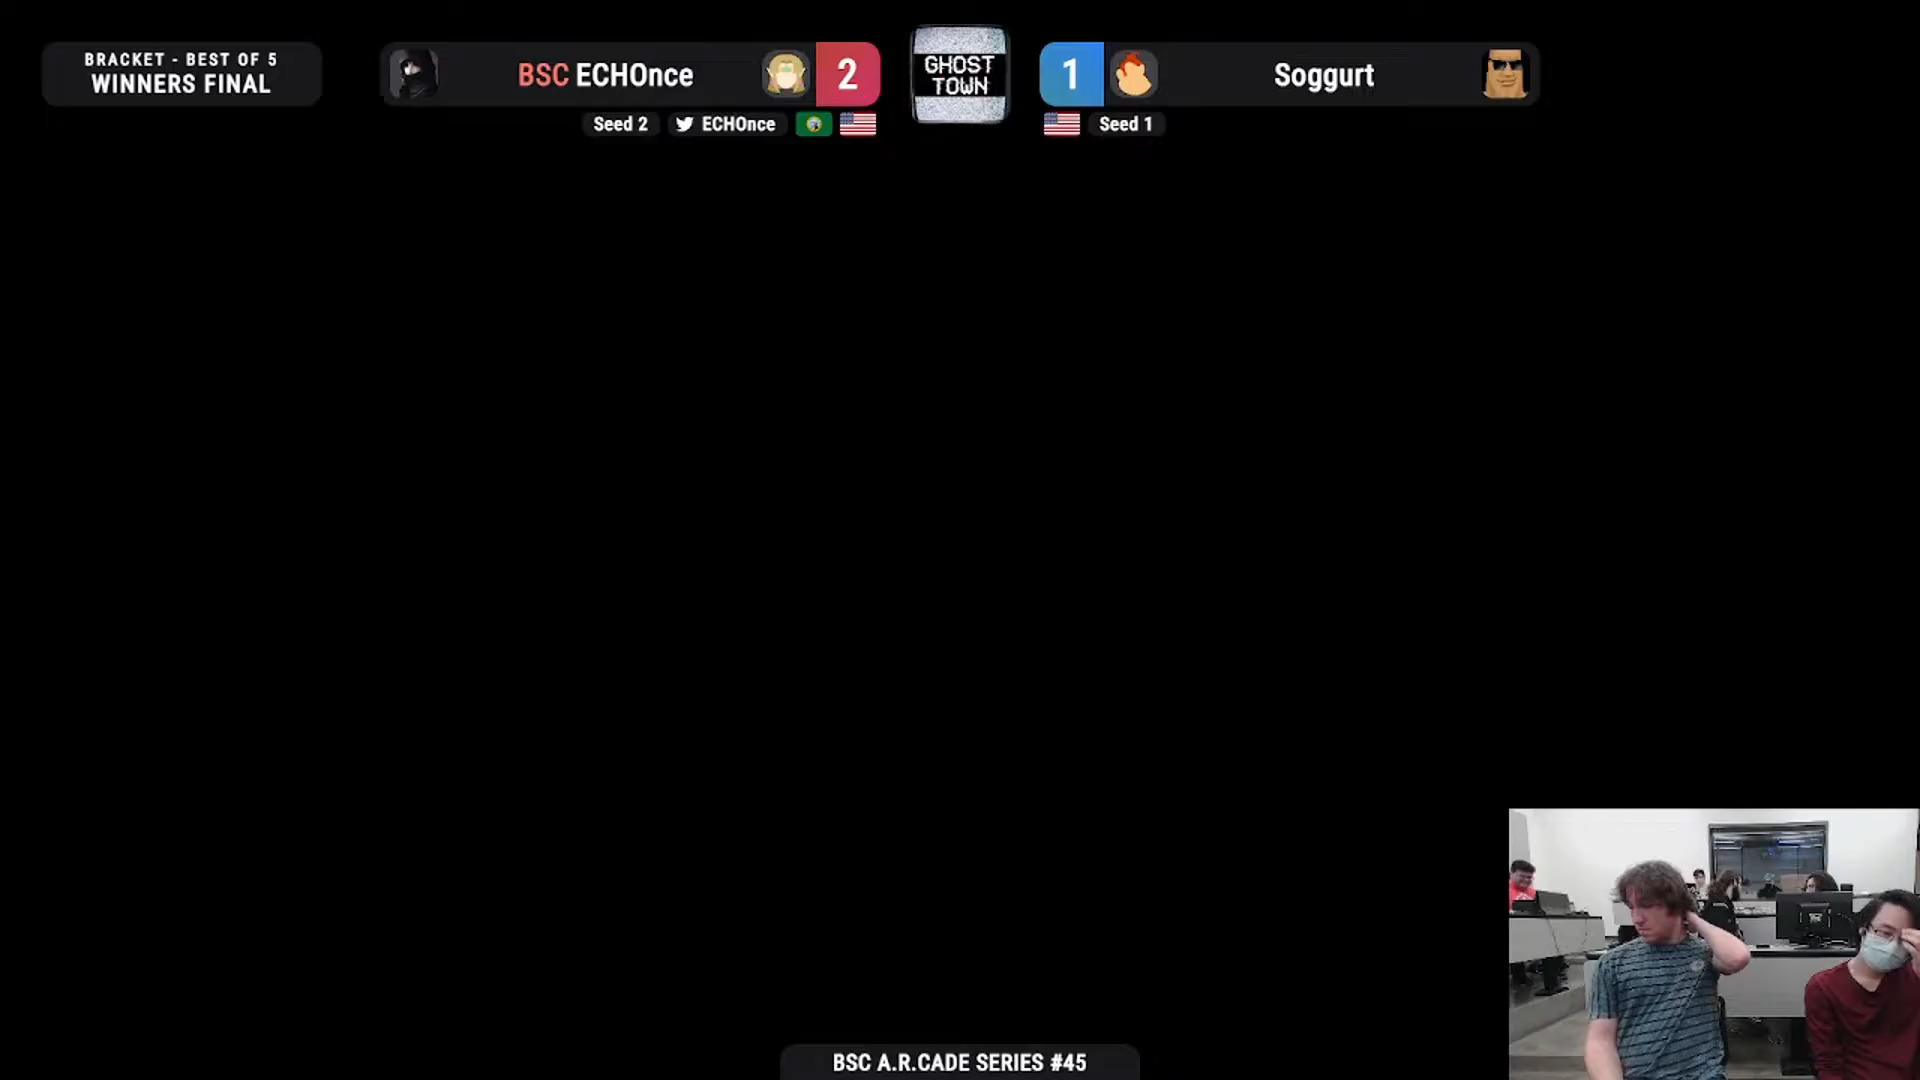 BRACKET - BEST OF 5
WINNERS FINAL
BSC ECHOnce
2
GHOST
TOWN
1
Soggurt
Seed 2
ECHOnce
Seed 1
BSC A.R.CADE SERIES #45